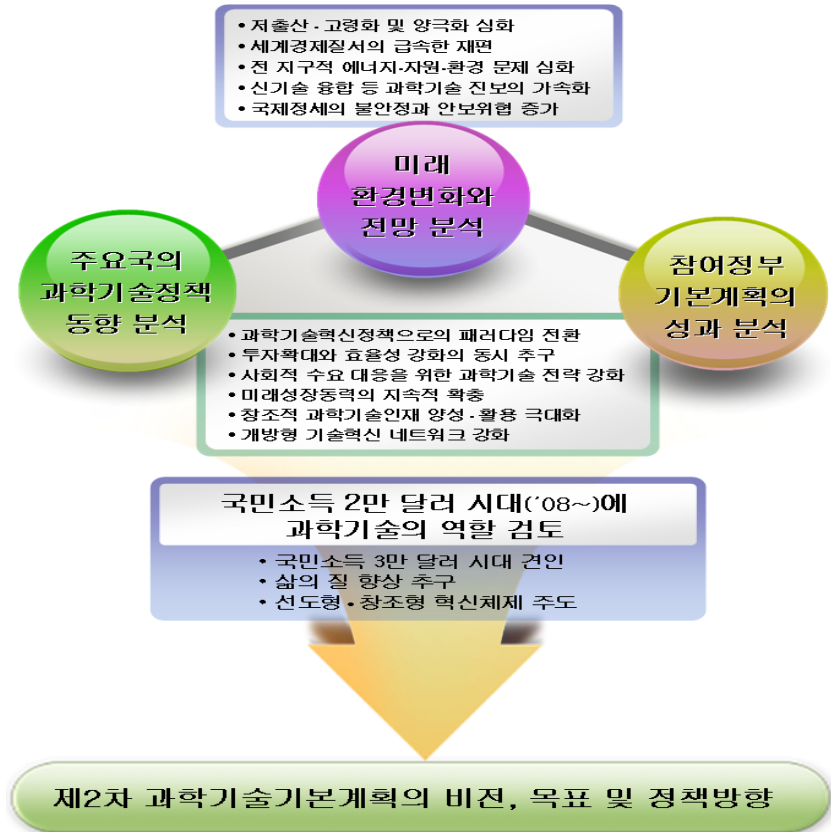 • 저출산 · 고령화 및 양극화 심화
• 세계경제질서의 급속한 재편
• 전 지구적 에너지·자원·환경 문제 심화
• 신기술 융합 등 과학기술 진보의 가속화
• 국제정세의 불안정과 안보위협 증가
미래
환경변화와
전망 분석
주요국의
과학기술정책
동향 분석
참여정부
기본계획의
성과 분석
• 과학기술혁신정책으로의 패러다임 전환
• 투자확대와 효율성 강화의 동시 추구
• 사회적 수요 대응을 위한 과학기술 전략 강화
• 미래성장동력의 지속적 확충
• 창조적 과학기술인재 양성 · 활용 극대화
• 개방형 기술혁신 네트워크 강화
국민소득 2만 달러 시대(´08~)에
과학기술의 역할 검토
• 국민소득 3만 달러 시대 견인
• 삶의 질 향상 추구
• 선도형 · 창조형 혁신체제 주도
제2차 과학기술기본계획의 비전, 목표 및 정책방향